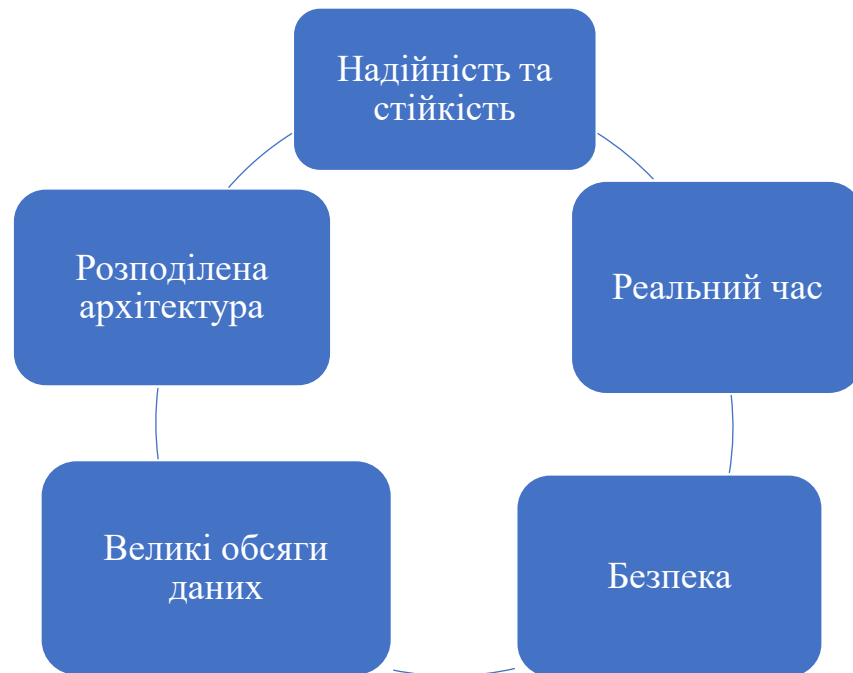 Надійність та
стійкість
Розподілена
архітектура
Реальний час
Великі обсяги
даних
Безпека